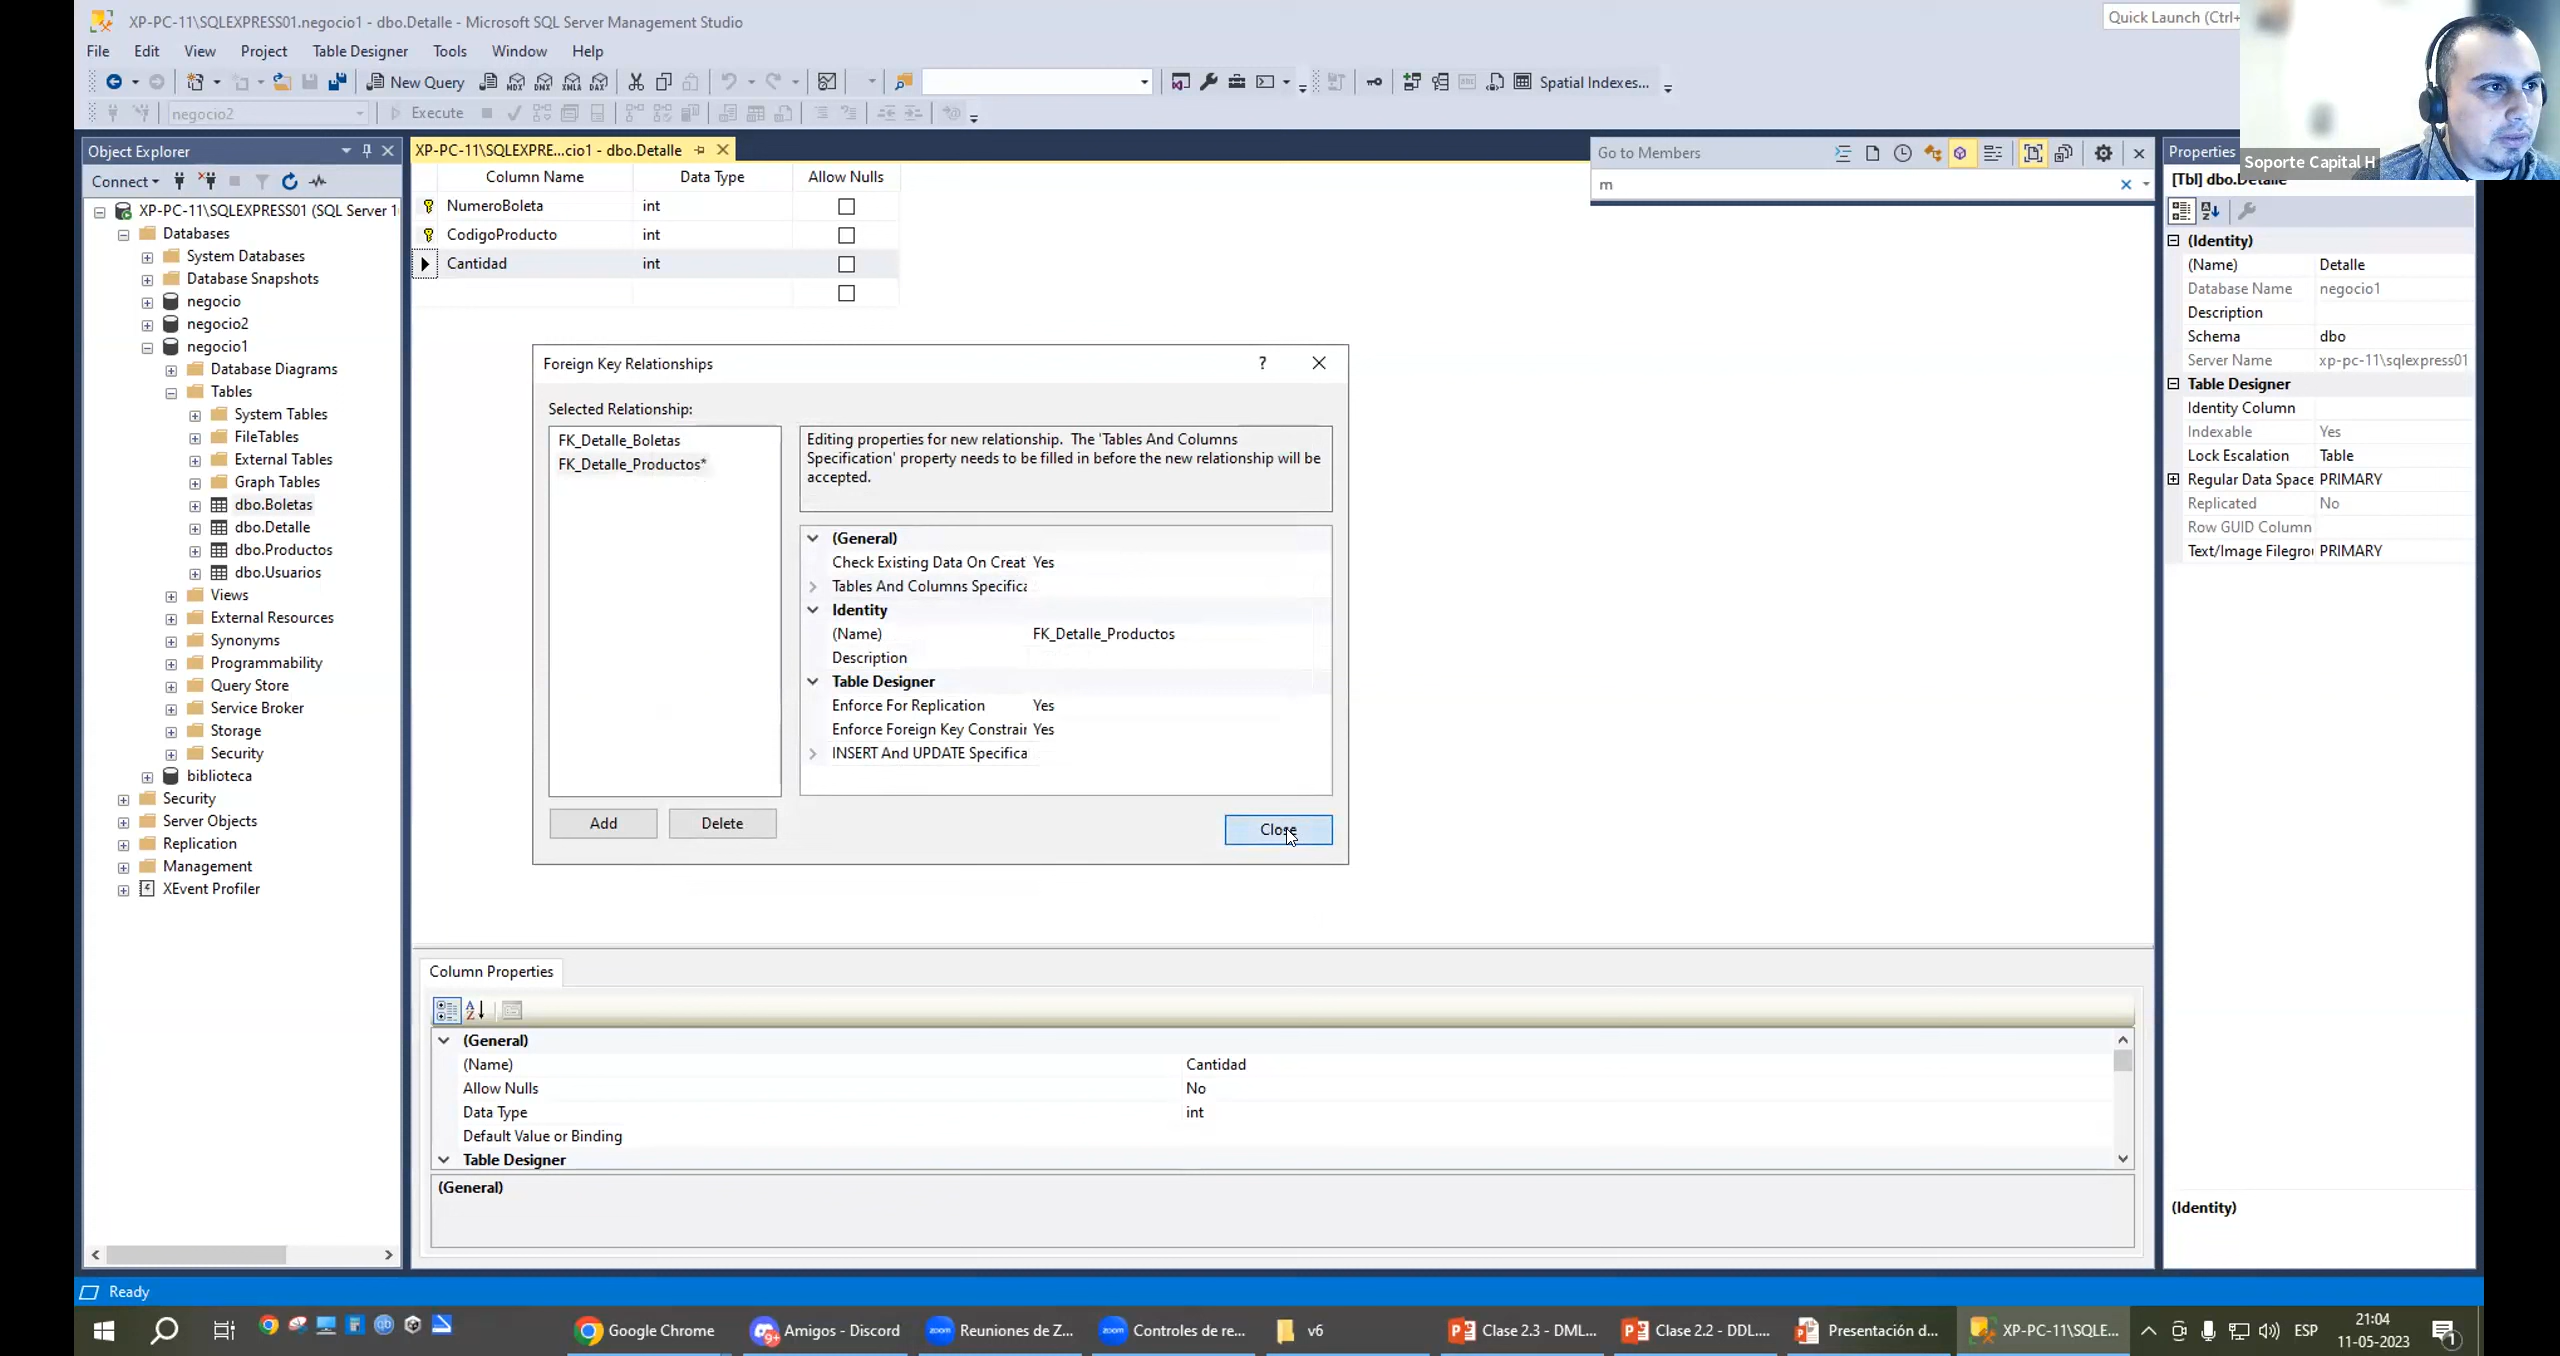 XP-PC-11\SQLEXPRESS01.negocio1 - dbo.Detalle - Microsoft SQL Server Management Studio
Quick Launch (Ctrl+
File Edit View Project Table Designer Tools Window Help
New Query
Spatial Indexes...
negocio2
Execute
Soporte Capital H
Object Explorer
Connect
XP-PC-11\SQLEXPRESS01 (SQL Server 1
Databases
System Databases
Database Snapshots
negocio
negocio2
negocio1
Database Diagrams
Tables
System Tables
FileTables
External Tables
Graph Tables
dbo.Boletas
dbo.Detalle
dbo.Productos
dbo.Usuarios
Views
External Resources
Synonyms
Programmability
Query Store
Service Broker
Storage
Security
biblioteca
Security
Server Objects
Replication
Management
XEvent Profiler
XP-PC-11\SQLEXPRE...cio1 - dbo.Detalle
Column Name Data Type Allow Nulls
NumeroBoleta int
CodigoProducto int
Cantidad int
Go to Members
m
Foreign Key Relationships
?
Selected Relationship:
FK_Detalle_Boletas
FK_Detalle_Productos*
Editing properties for new relationship. The 'Tables And Columns
Specification' property needs to be filled in before the new relationship will be
accepted.
(General)
Check Existing Data On Creat Yes
Tables And Columns Specifica
Identity
(Name) FK_Detalle_Productos
Description
Table Designer
Enforce For Replication Yes
Enforce Foreign Key Constrair Yes
INSERT And UPDATE Specifica
Add Delete Close
Column Properties
(General)
(Name) Cantidad
Allow Nulls No
Data Type int
Default Value or Binding
Table Designer
(General)
Properties
[Tbl] dbo.Detalle
(Identity)
(Name) Detalle
Database Name negocio1
Description
Schema dbo
Server Name xp-pc-11\sqlexpress01
Table Designer
Identity Column
Indexable Yes
Lock Escalation Table
Regular Data Space PRIMARY
Replicated No
Row GUID Column
Text/Image Filegro PRIMARY
(Identity)
Ready
Google Chrome
Amigos - Discord
Reuniones de Z...
Controles de re...
v6
Clase 2.3 - DML...
Clase 2.2 - DDL....
Presentación d...
XP-PC-11\SQLE...
ESP
21:04
11-05-2023